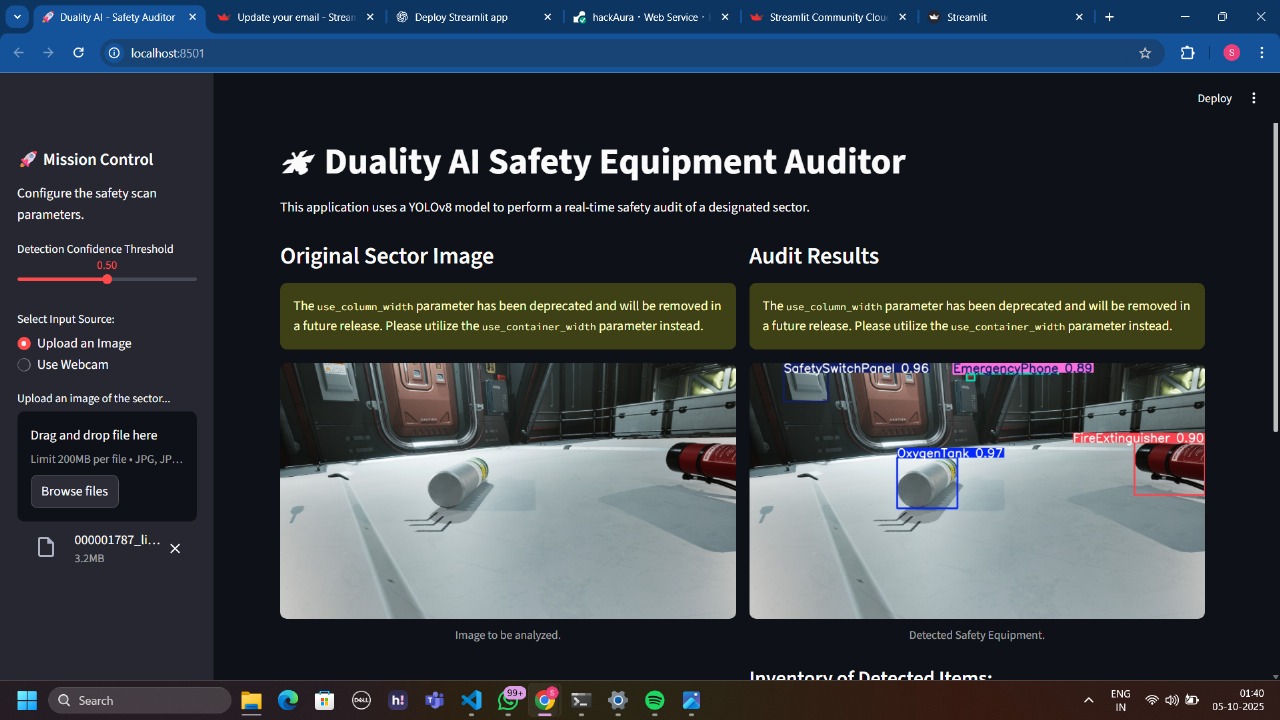 Duality AI - Safety Auditor
Update your email - Stream
Deploy Streamlit app
hackAura · Web Service ·
Streamlit Community Clou
Streamlit
localhost:8501
S
Deploy
🚀 Mission Control
Configure the safety scan
parameters.
Detection Confidence Threshold
0.50
Select Input Source:
Upload an Image
Use Webcam
Upload an image of the sector...
Drag and drop file here
Limit 200MB per file • JPG, JP...
Browse files
000001787_li...
3.2MB
Duality AI Safety Equipment Auditor
This application uses a YOLOv8 model to perform a real-time safety audit of a designated sector.
Original Sector Image
The use_column_width parameter has been deprecated and will be removed in
a future release. Please utilize the use_container_width parameter instead.
Image to be analyzed.
Audit Results
The use_column_width parameter has been deprecated and will be removed in
a future release. Please utilize the use_container_width parameter instead.
SafetySwitchPanel 0.96
EmergencyPhone 0.89
FireExtinguisher 0.90
OxygenTank 0.97
Detected Safety Equipment.
Inventory of Detected Items:
Search
DELL
h!
99+
ENG
IN
01:40
05-10-2025